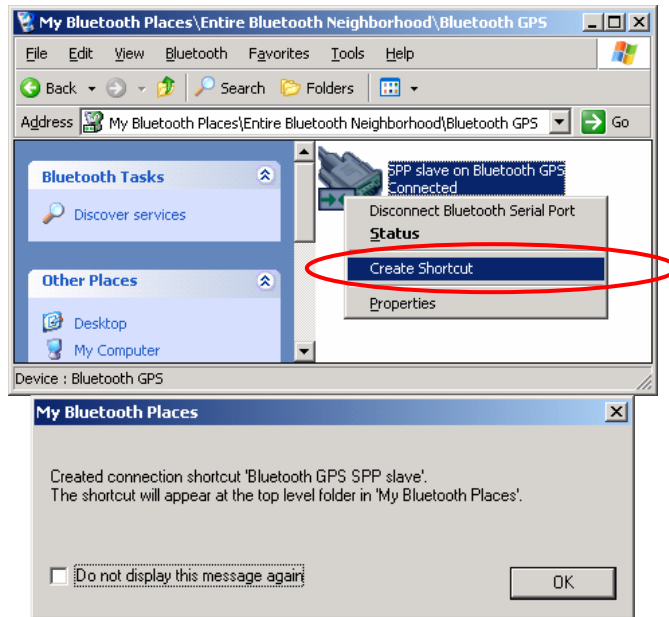 My Bluetooth Places\Entire Bluetooth Neighborhood\Bluetooth GPS
File Edit View Bluetooth Favorites Tools Help
Back Search Folders
Address My Bluetooth Places\Entire Bluetooth Neighborhood\Bluetooth GPS Go
Bluetooth Tasks
Discover services
Other Places
Desktop
My Computer
SPP slave on Bluetooth GPS
Connected
Disconnect Bluetooth Serial Port
Status
Create Shortcut
Properties
Device : Bluetooth GPS
My Bluetooth Places
Created connection shortcut 'Bluetooth GPS SPP slave'.
The shortcut will appear at the top level folder in 'My Bluetooth Places'.
Do not display this message again
OK